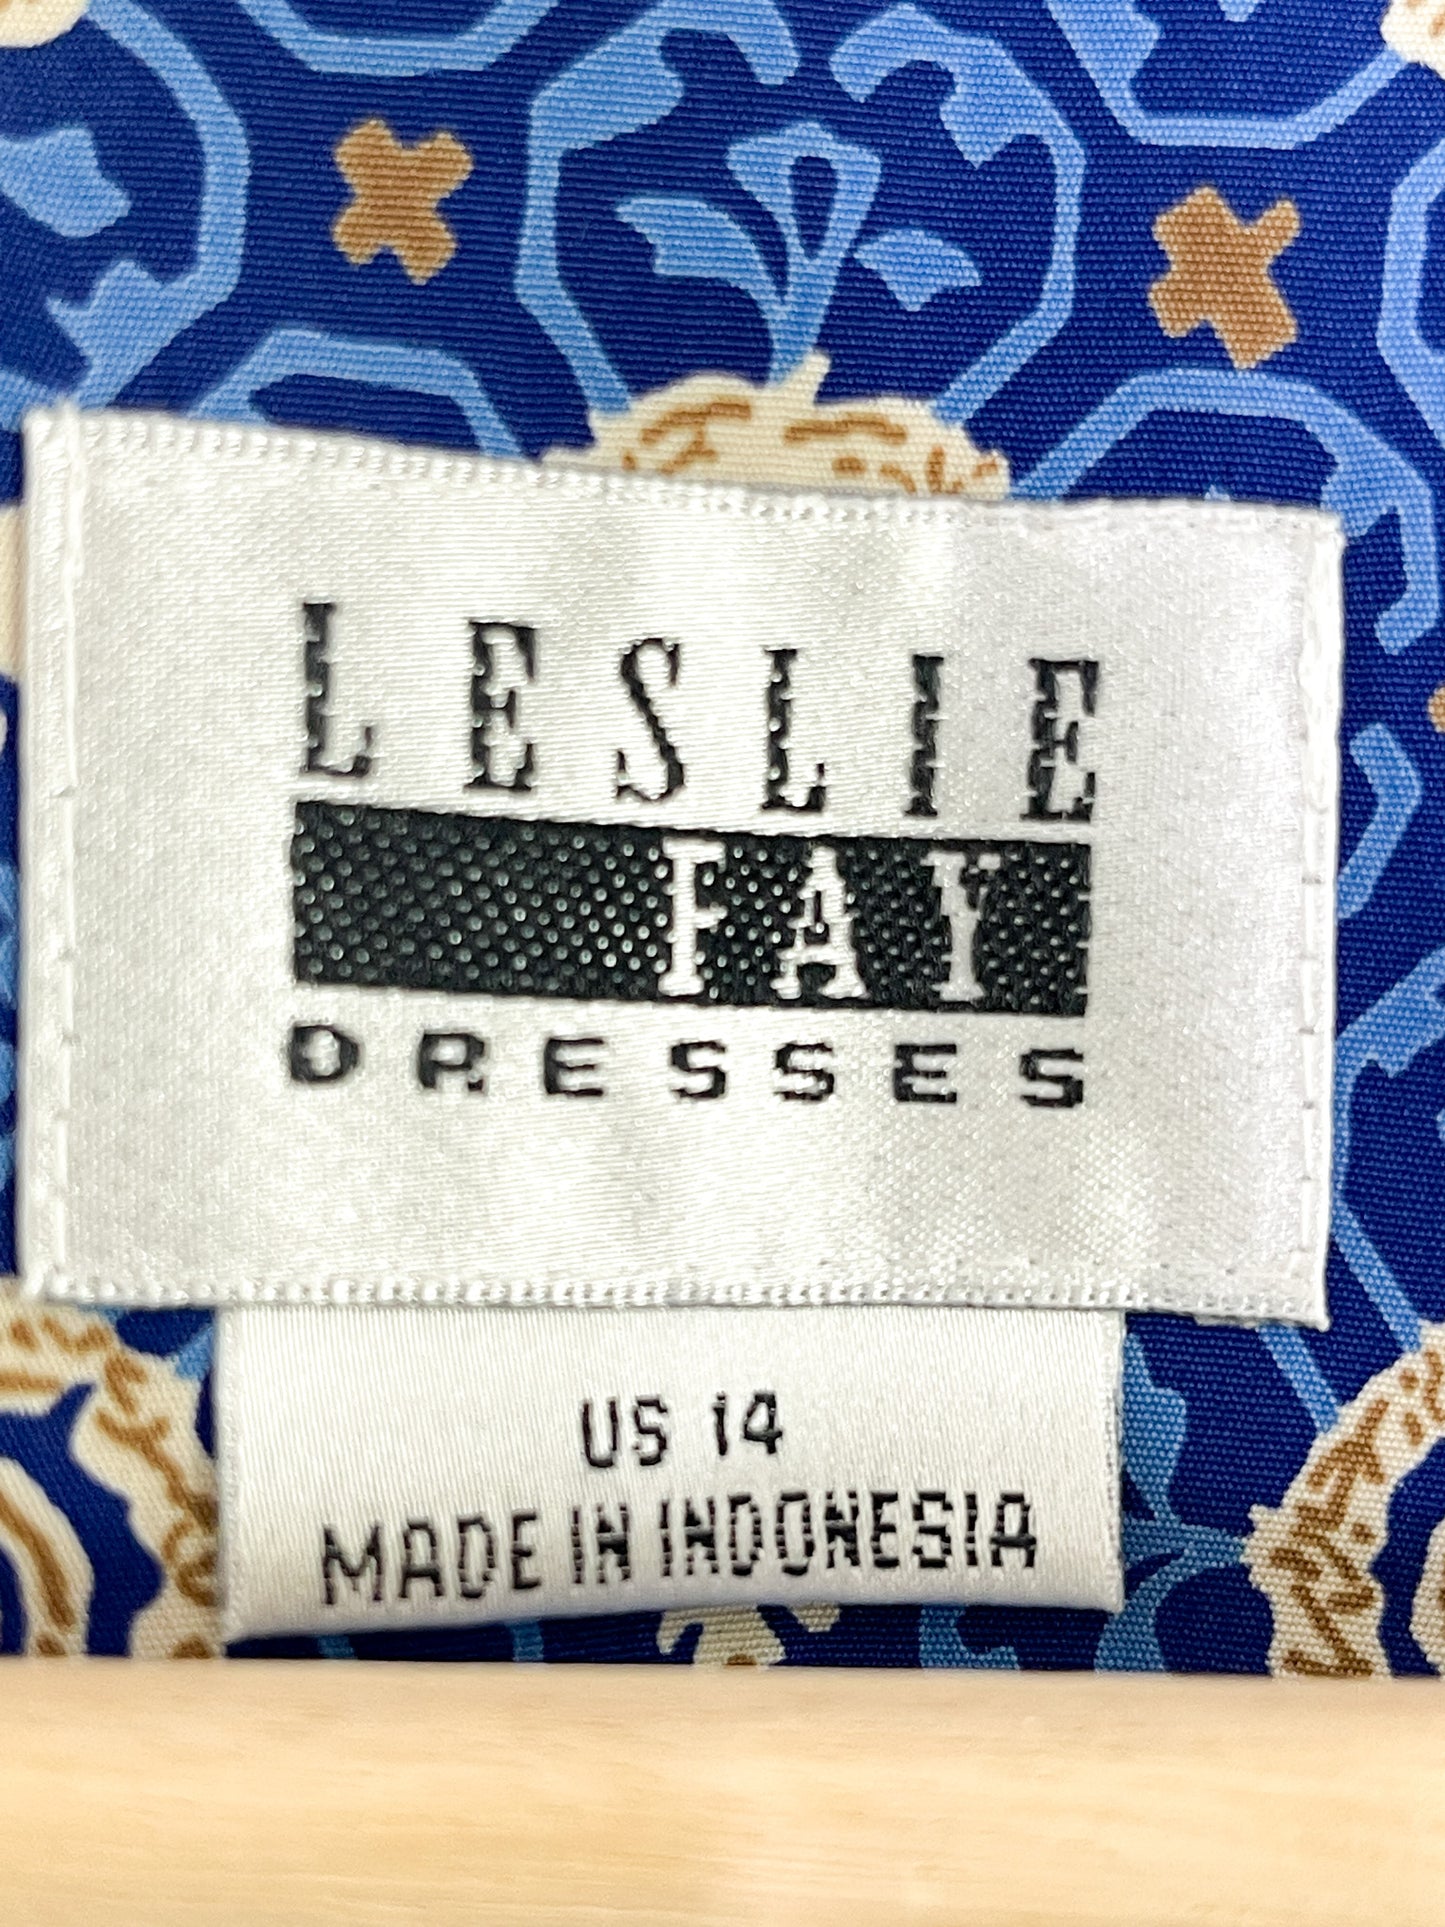 LESLIE
FAY
DRESSES
US 14
MADE IN INDONESIA